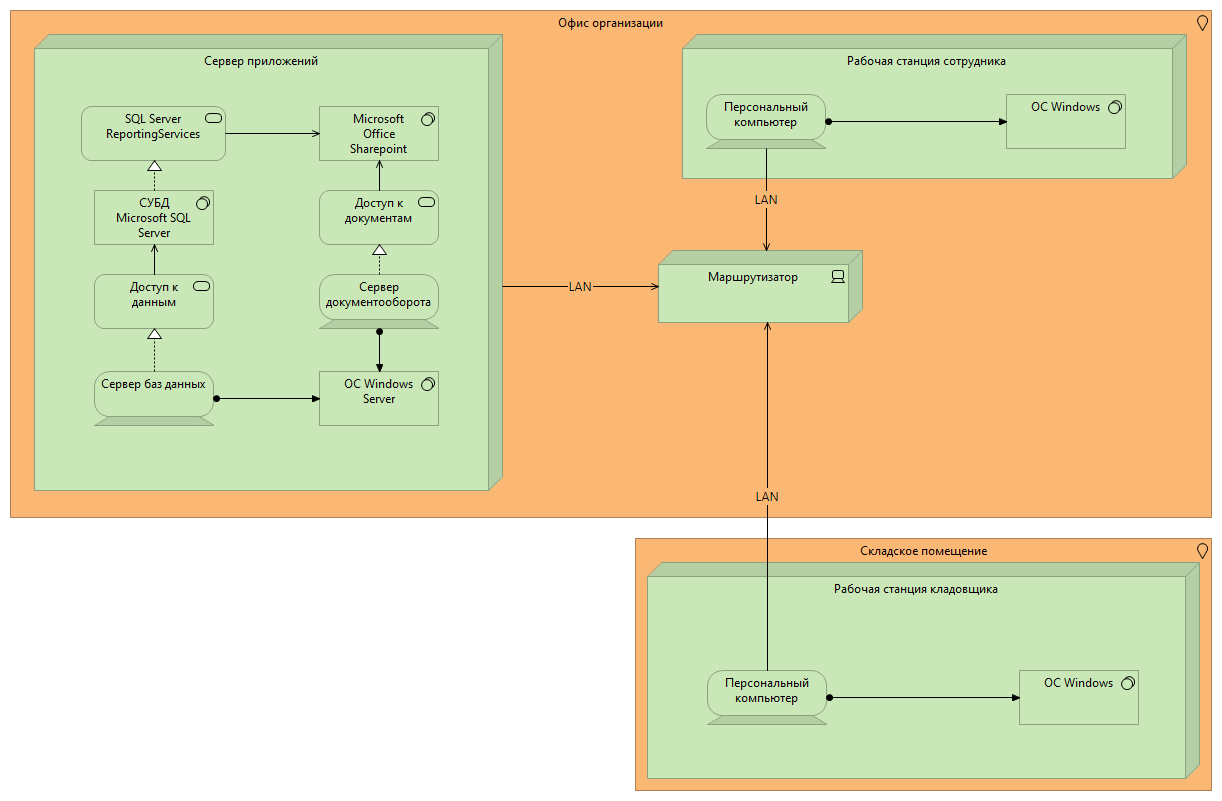 Офис организации
Сервер приложений
SQL Server
ReportingServices
Microsoft
Office
Sharepoint
СУБД
Microsoft SQL
Server
Доступ к
документам
Доступ к
данным
Сервер
документооборота
Сервер баз данных
ОС Windows
Server
Рабочая станция сотрудника
Персональный
компьютер
ОС Windows
LAN
LAN
Маршрутизатор
LAN
Складское помещение
Рабочая станция кладовщика
Персональный
компьютер
ОС Windows